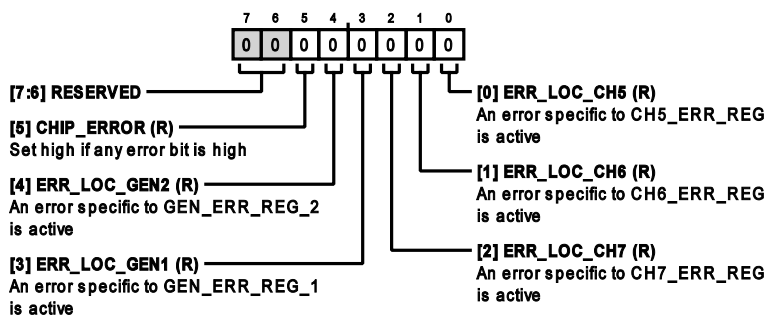 7 6 5 4 3 2 1 0
0 0 0 0 0 0 0 0
[7:6] RESERVED
[5] CHIP_ERROR (R)
Set high if any error bit is high
[4] ERR_LOC_GEN2 (R)
An error specific to GEN_ERR_REG_2
is active
[3] ERR_LOC_GEN1 (R)
An error specific to GEN_ERR_REG_1
is active
[0] ERR_LOC_CH5 (R)
An error specific to CH5_ERR_REG
is active
[1] ERR_LOC_CH6 (R)
An error specific to CH6_ERR_REG
is active
[2] ERR_LOC_CH7 (R)
An error specific to CH7_ERR_REG
is active